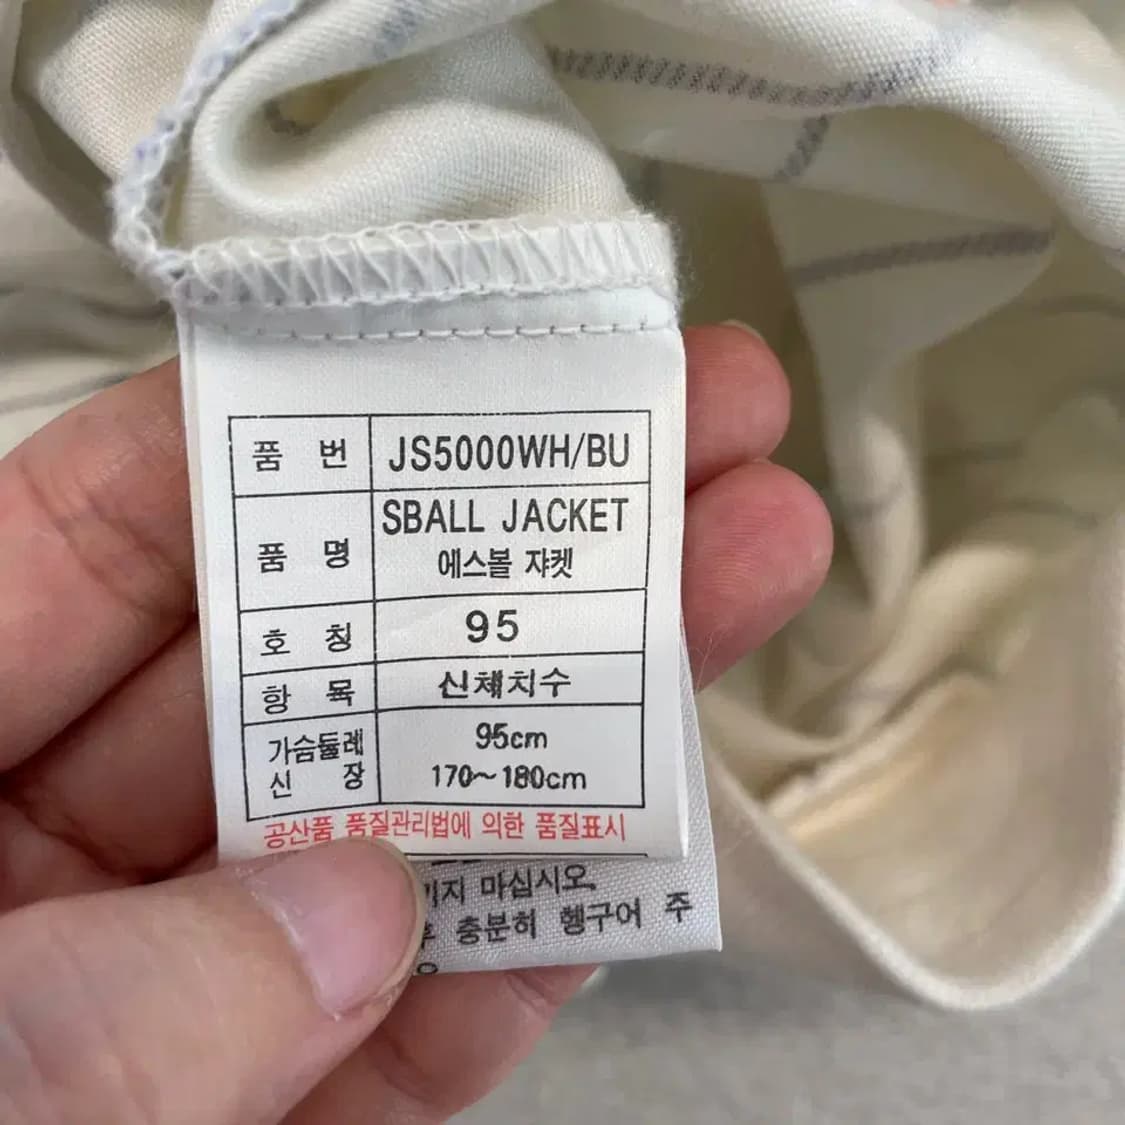 품 번 JS5000WH/BU
품 명 SBALL JACKET
에스볼 쟈켓
호 칭 95
항 목 신체치수
가슴둘레 95cm
신 장 170~180cm
공산품 품질관리법에 의한 품질표시
마십시오.
충분히 헹구어 주